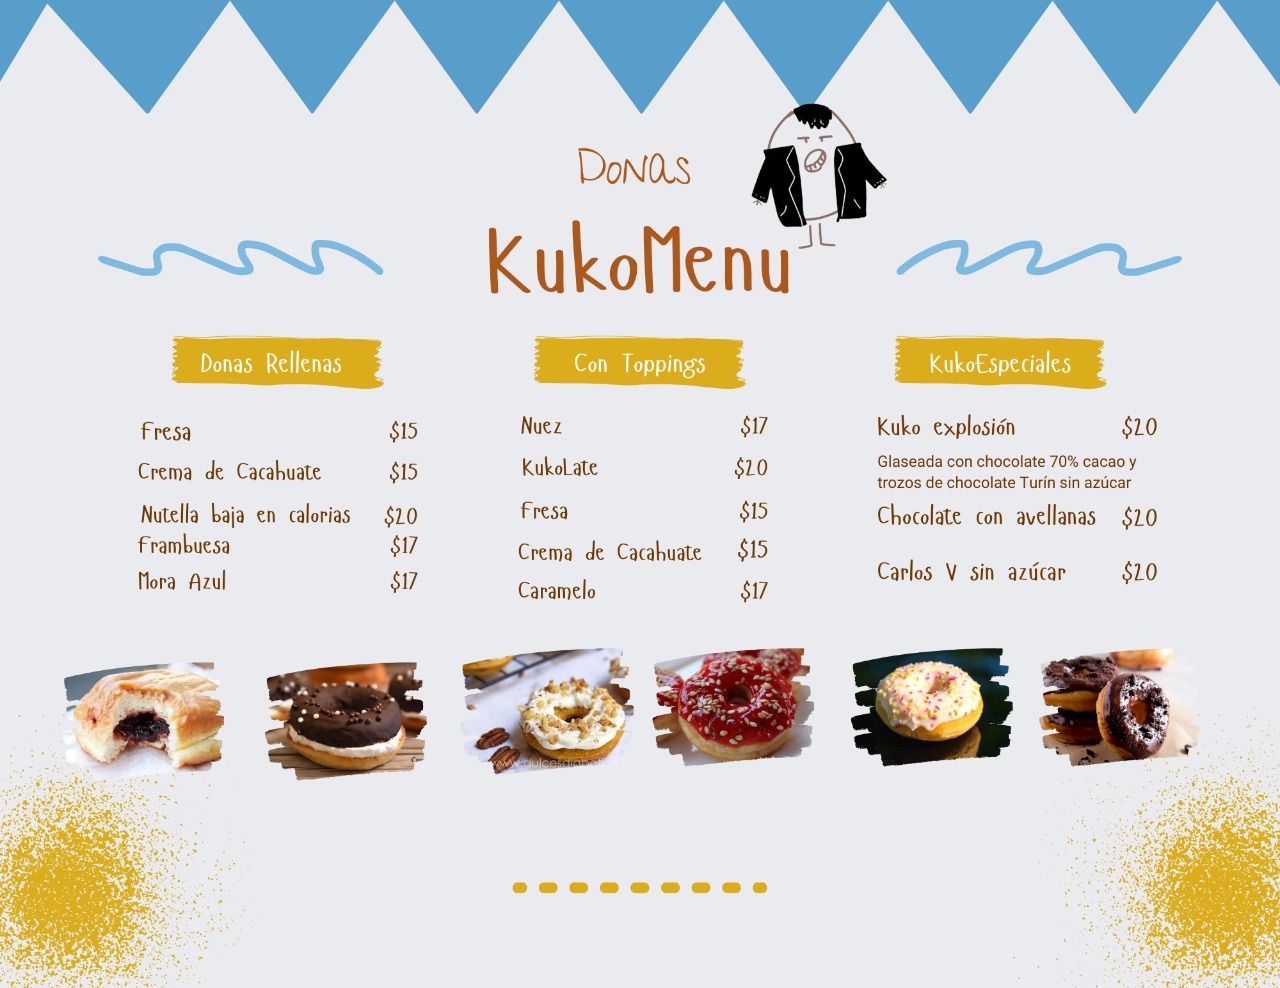 Donas
KukoMenu
Donas Rellenas
Fresa $15
Crema de Cacahuate $15
Nutella baja en calorias $20
Frambuesa $17
Mora Azul $17
Con Toppings
Nuez $17
KukoLate $20
Fresa $15
Crema de Cacahuate $15
Caramelo $17
KukoEspeciales
Kuko explosión $20
Glaseada con chocolate 70% cacao y
trozos de chocolate Turín sin azúcar
Chocolate con avellanas $20
Carlos V sin azúcar $20